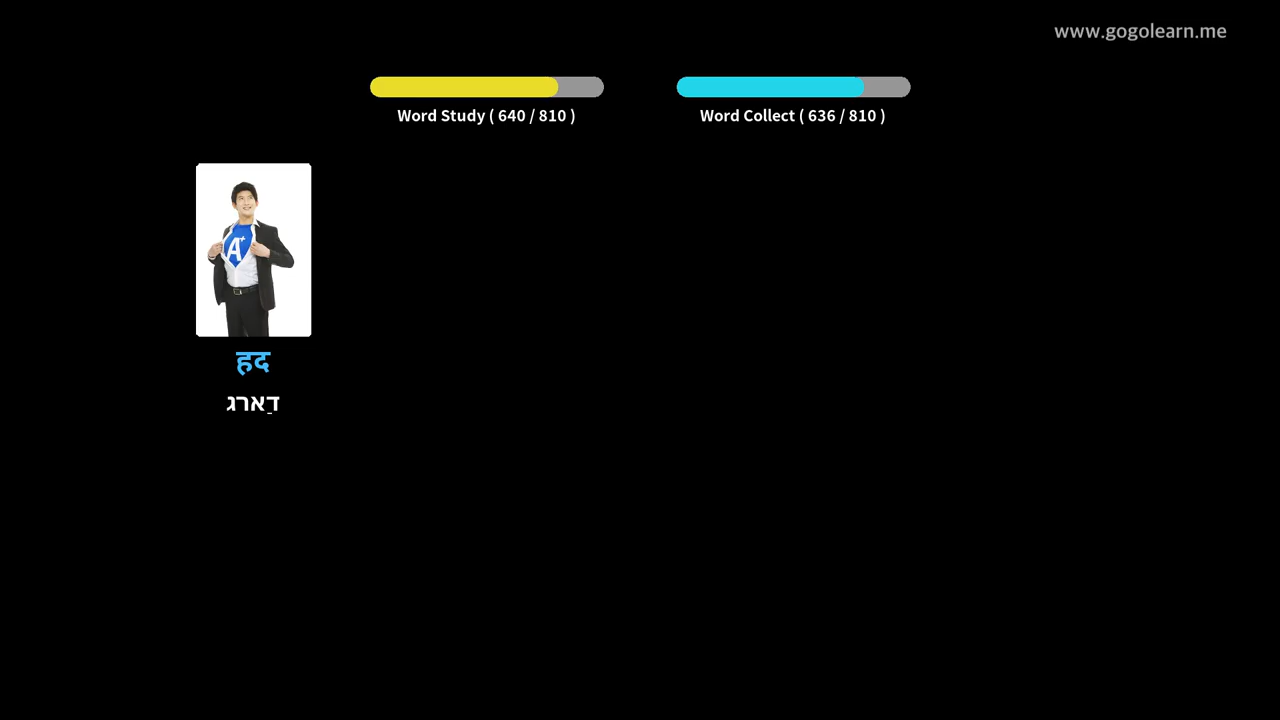 www.gogolearn.me
Word Study ( 640 / 810 )
Word Collect ( 636 / 810 )
A+
हद
דַארג